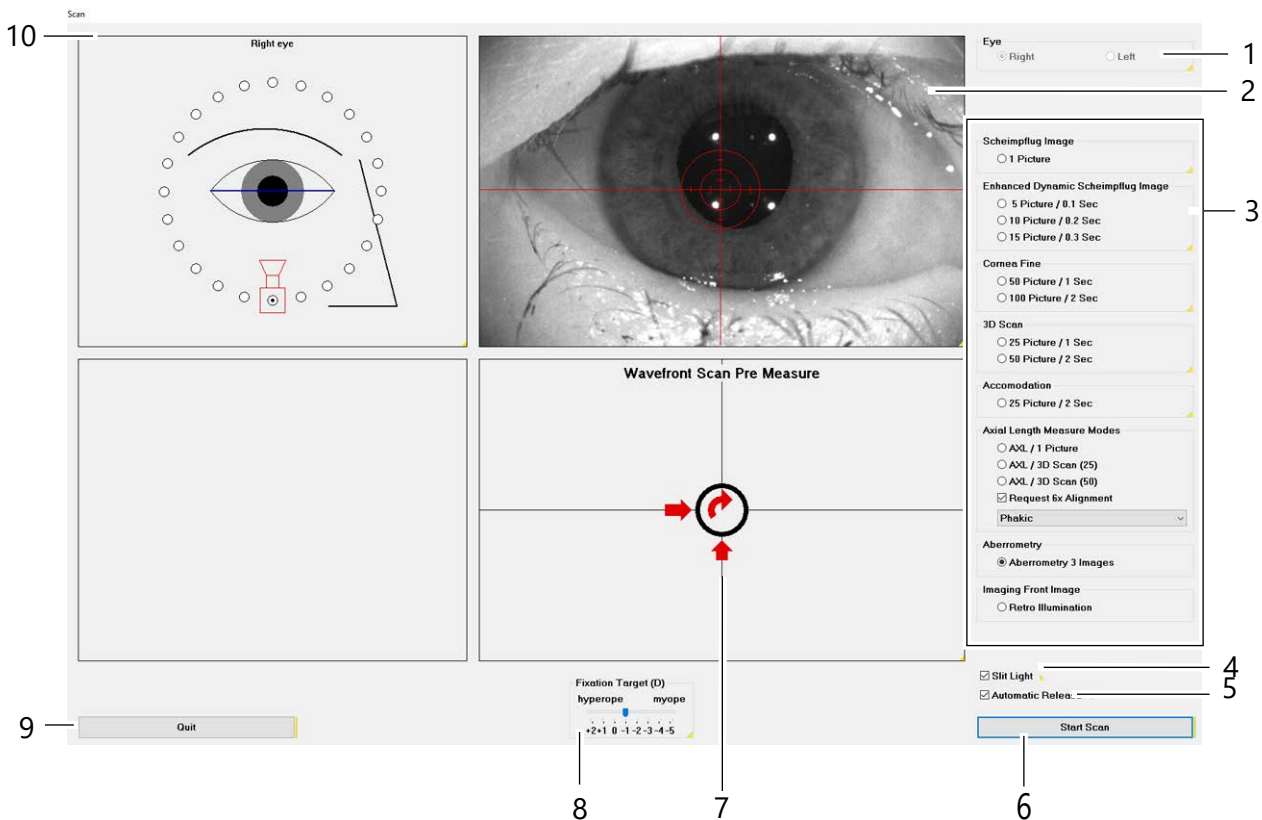 Scan
10
Right eye
Eye
Right Left
1
2
Scheimpflug Image
1 Picture
Enhanced Dynamic Scheimpflug Image
5 Picture / 0.1 Sec
10 Picture / 0.2 Sec
15 Picture / 0.3 Sec
3
Cornea Fine
50 Picture / 1 Sec
100 Picture / 2 Sec
3D Scan
25 Picture / 1 Sec
50 Picture / 2 Sec
Wavefront Scan Pre Measure
Accomodation
25 Picture / 2 Sec
Axial Length Measure Modes
AXL / 1 Picture
AXL / 3D Scan (25)
AXL / 3D Scan (50)
Request 6x Alignment
Phakic
Aberrometry
Aberrometry 3 Images
Imaging Front Image
Retro Illumination
Slit Light
4
Automatic
5
Fixation Target (D)
hyperope myope
+2+1 0 -1 -2 -3 -4 -5
9
Quit
Start Scan
8
7
6